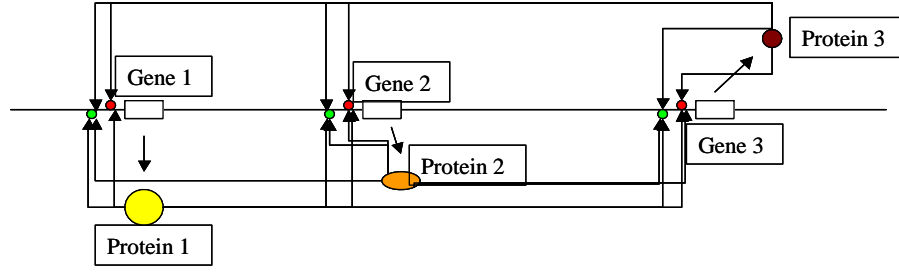 Protein 3
Gene 1
Gene 2
Gene 3
Protein 2
Protein 1